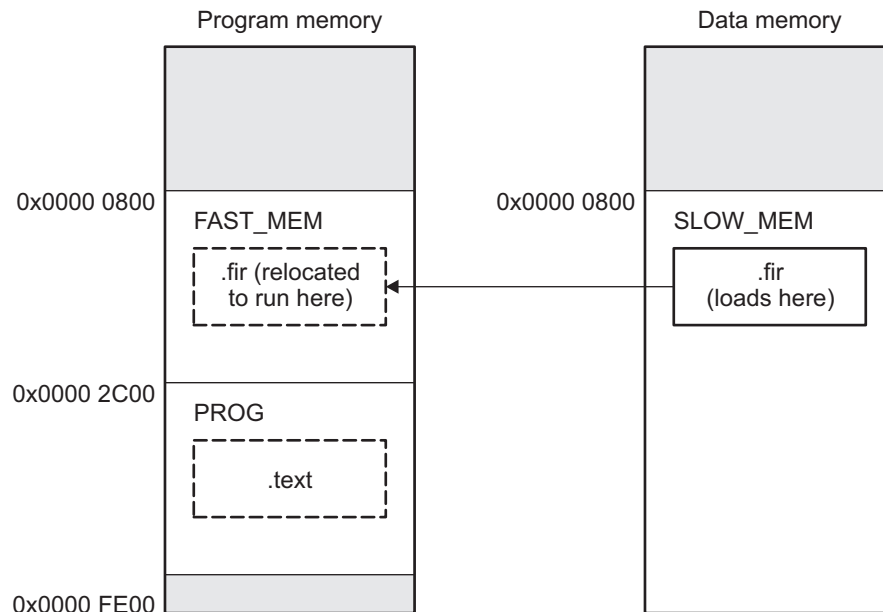 Program memory
Data memory
0x0000 0800
0x0000 0800
FAST_MEM
SLOW_MEM
.fir (relocated
to run here)
.fir
(loads here)
0x0000 2C00
PROG
.text
0x0000 FE00